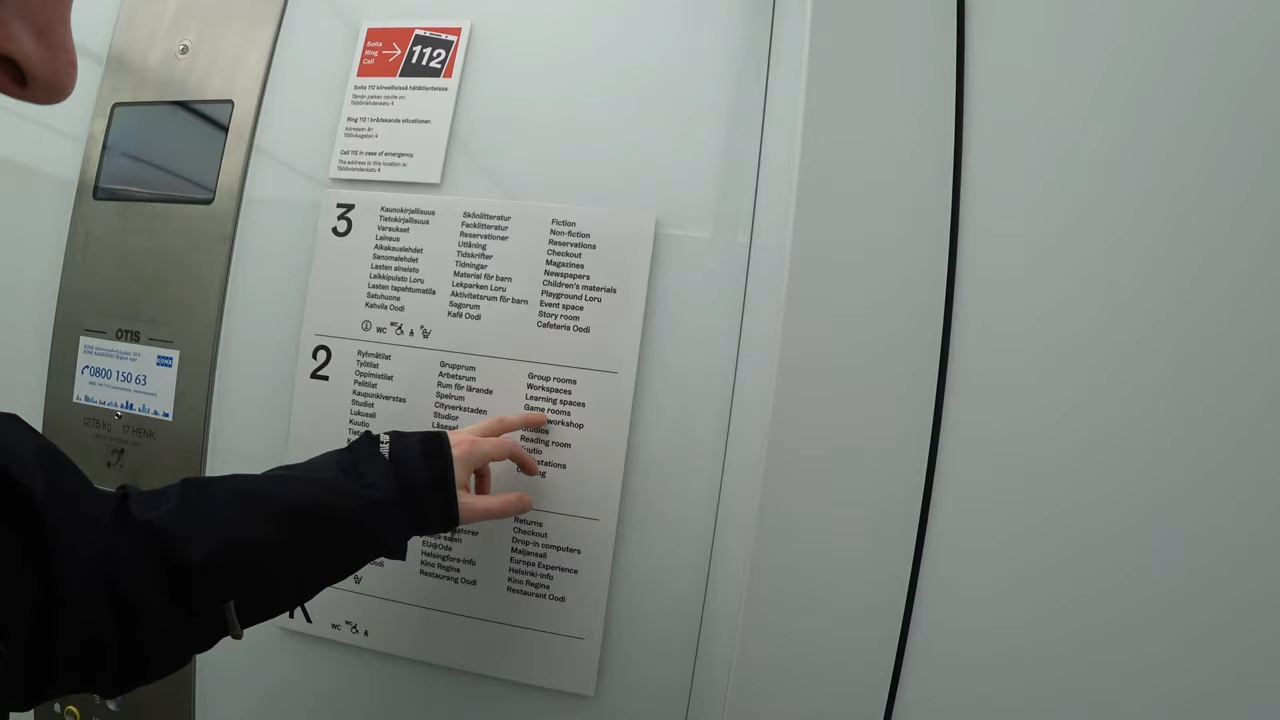 Soita
Ring
Call
112
Soita 112 kiireellisissä hätätilanteissa.
Tämän paikan osoite on:
Töölönlahdenkatu 4
Ring 112 i brådskande situationer.
Adressen är:
Tölöviksgatan 4
Call 112 in case of emergency.
The address to this location is:
Töölönlahdenkatu 4
OTIS
KONE
0800 150 63
1275 kg 17 HENK
3
Kaunokirjallisuus
Tietokirjallisuus
Varaukset
Lainaus
Aikakauslehdet
Sanomalehdet
Lasten aineisto
Leikkipuisto Loru
Lasten tapahtumatila
Satuhuone
Kahvila Oodi
Skönlitteratur
Facklitteratur
Reservationer
Utlåning
Tidskrifter
Tidningar
Material för barn
Lekparken Loru
Aktivitetsrum för barn
Sagorum
Kafé Oodi
Fiction
Non-fiction
Reservations
Checkout
Magazines
Newspapers
Children's materials
Playground Loru
Event space
Story room
Cafeteria Oodi
WC WC
2
Ryhmätilat
Työtilat
Oppimistilat
Pelitilat
Kaupunkiverstas
Studiot
Lukusali
Kuutio
Grupprum
Arbetsrum
Rum för lärande
Spelrum
Cityverkstaden
Studior
Group rooms
Workspaces
Learning spaces
Game rooms
workshop
Studios
Reading room
EU@Ode
Helsingfors-info
Kino Regina
Restaurang Oodi
Returns
Checkout
Drop-in computers
Maijansali
Europa Experience
Helsinki-info
Kino Regina
Restaurant Oodi
K
WC WC